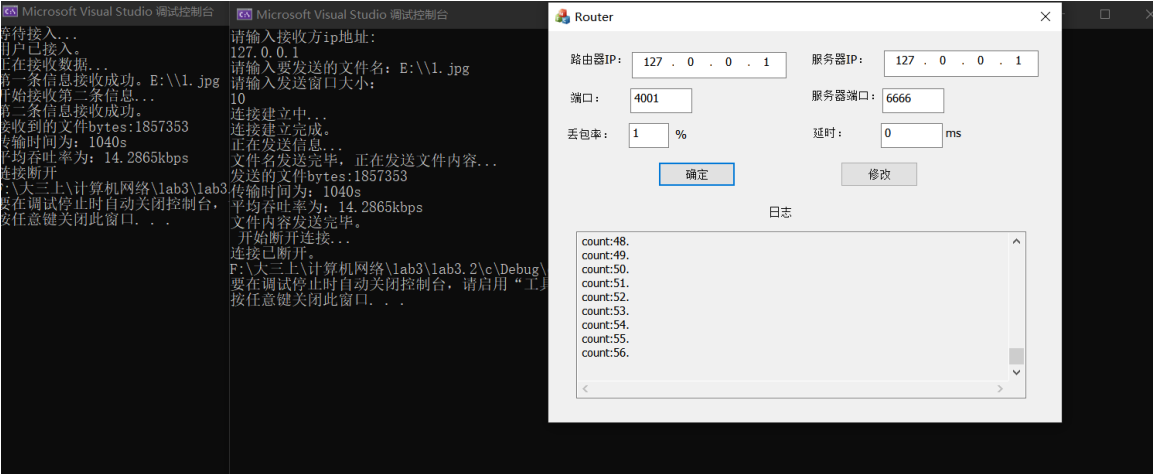 Microsoft Visual Studio 调试控制台
等待接入...
用户已接入。
正在接收数据...
第一条信息接收成功。E:\\1.jpg
开始接收第二条信息...
第二条信息接收成功。
接收到的文件bytes:1857353
传输时间为: 1040s
平均吞吐率为: 14.2865kbps
链接断开
F:\大三上\计算机网络\lab3\lab3.
要在调试停止时自动关闭控制台,
按任意键关闭此窗口. . .
Microsoft Visual Studio 调试控制台
请输入接收方ip地址:
127.0.0.1
请输入要发送的文件名: E:\\1.jpg
请输入发送窗口大小:
10
连接建立中...
连接建立完成。
正在发送信息...
文件名发送完毕，正在发送文件内容...
发送的文件bytes:1857353
传输时间为: 1040s
平均吞吐率为: 14.2865kbps
文件内容发送完毕。
开始断开连接...
连接已断开。
F:\大三上\计算机网络\lab3\lab3.2\c\Debug\
要在调试停止时自动关闭控制台，请启用“工具
按任意键关闭此窗口. . .
Router
路由器IP： 127 . 0 . 0 . 1 服务器IP： 127 . 0 . 0 . 1
端口： 4001 服务器端口： 6666
丢包率： 1 % 延时： 0 ms
确定 修改
日志
count:48.
count:49.
count:50.
count:51.
count:52.
count:53.
count:54.
count:55.
count:56.